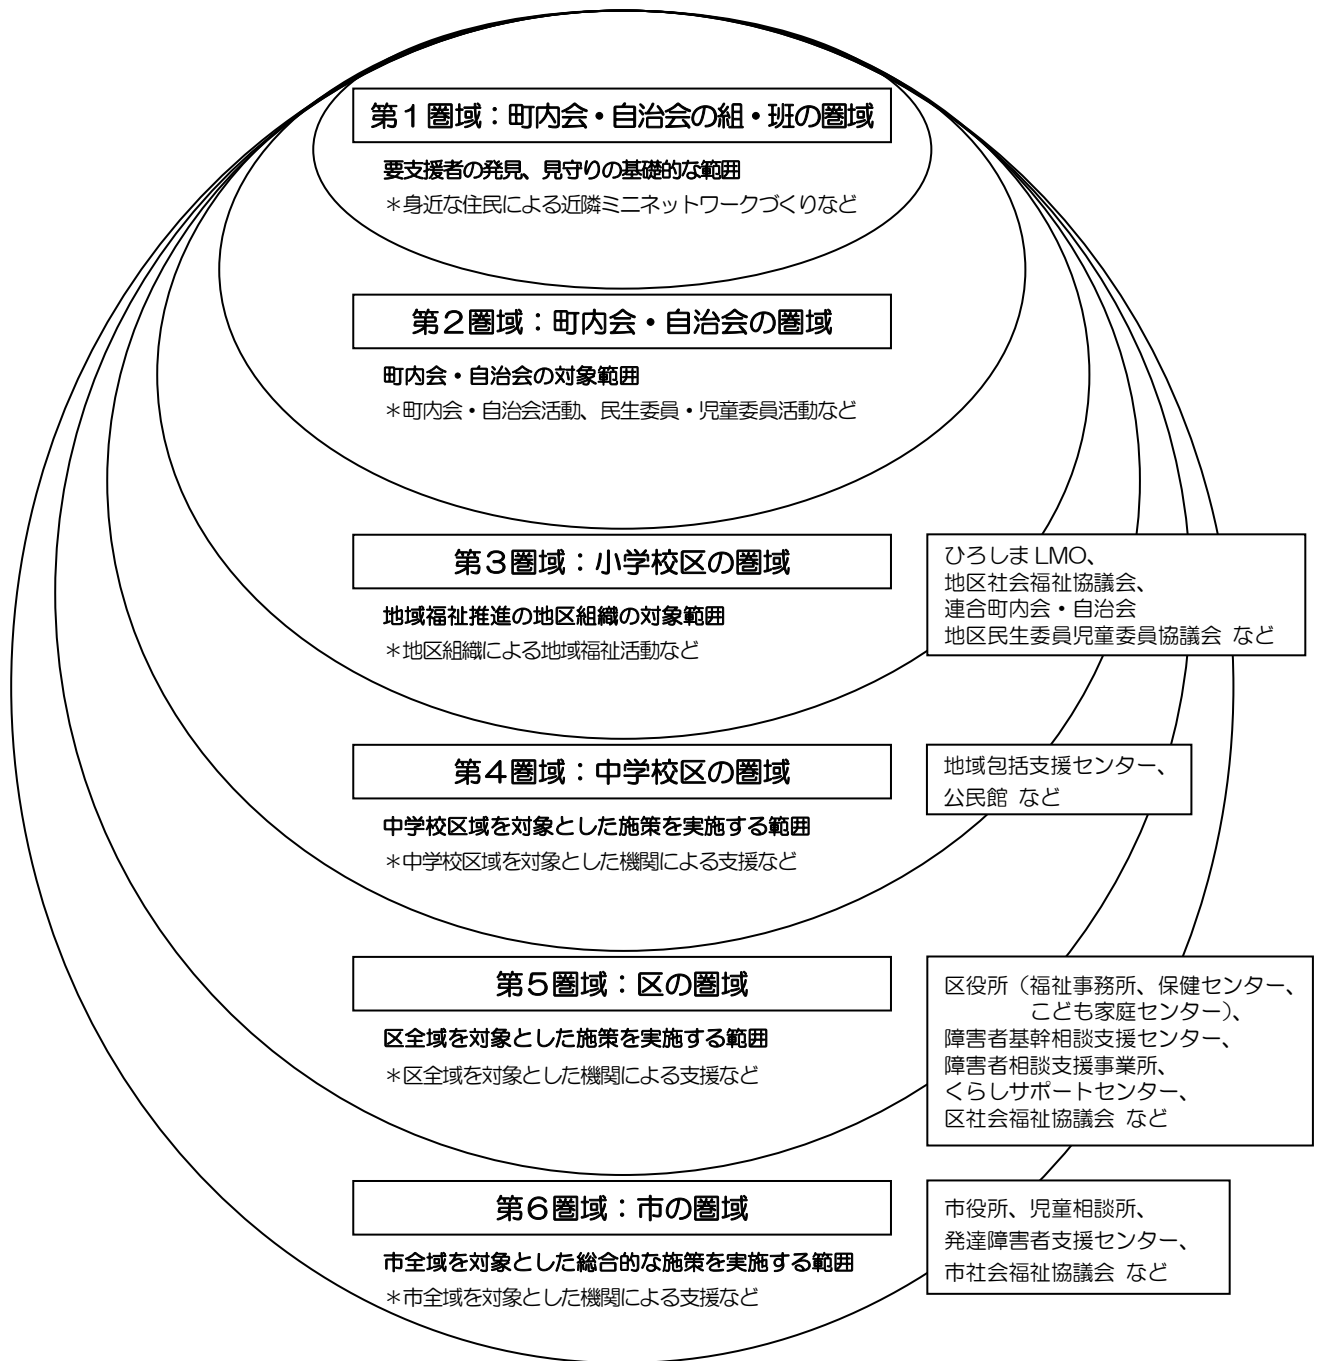 第1圏域：町内会・自治会の組・班の圏域
要支援者の発見、見守りの基礎的な範囲
＊身近な住民による近隣ミニネットワークづくりなど
第2圏域：町内会・自治会の圏域
町内会・自治会の対象範囲
＊町内会・自治会活動、民生委員・児童委員活動など
第3圏域：小学校区の圏域
地域福祉推進の地区組織の対象範囲
＊地区組織による地域福祉活動など
ひろしま LMO、
地区社会福祉協議会、
連合町内会・自治会
地区民生委員児童委員協議会 など
第4圏域：中学校区の圏域
中学校区域を対象とした施策を実施する範囲
＊中学校区域を対象とした機関による支援など
地域包括支援センター、
公民館 など
第5圏域：区の圏域
区全域を対象とした施策を実施する範囲
＊区全域を対象とした機関による支援など
区役所（福祉事務所、保健センター、
こども家庭センター）、
障害者基幹相談支援センター、
障害者相談支援事業所、
くらしサポートセンター、
区社会福祉協議会 など
第6圏域：市の圏域
市全域を対象とした総合的な施策を実施する範囲
＊市全域を対象とした機関による支援など
市役所、児童相談所、
発達障害者支援センター、
市社会福祉協議会 など